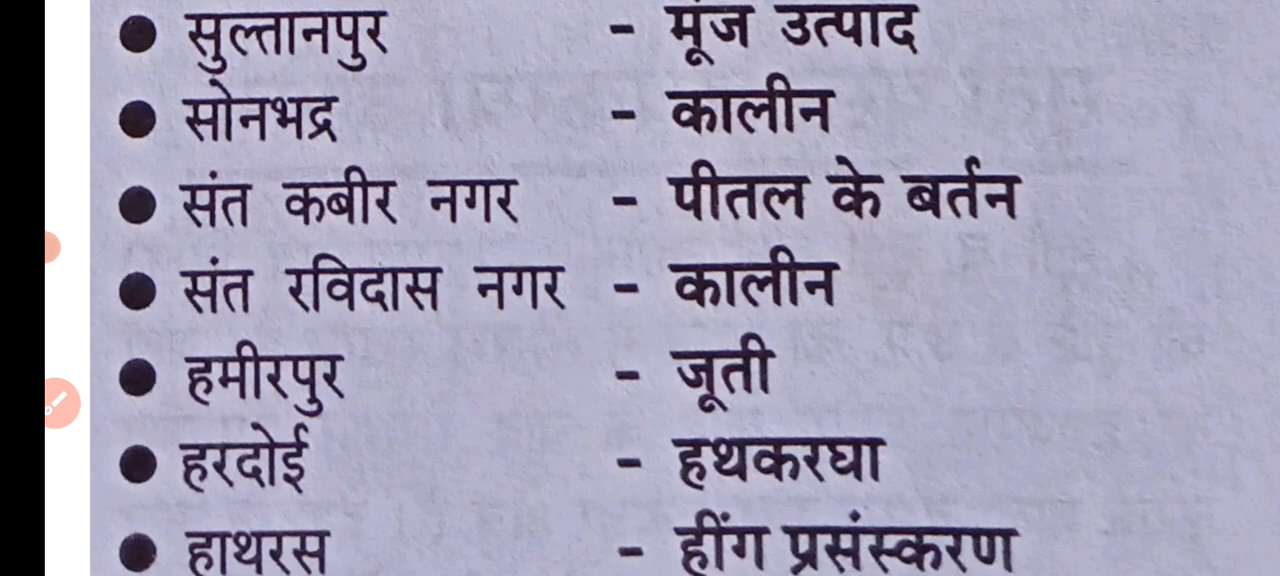 ● सुल्तानपुर - मूंज उत्पाद
● सोनभद्र - कालीन
● संत कबीर नगर - पीतल के बर्तन
● संत रविदास नगर - कालीन
● हमीरपुर - जूती
● हरदोई - हथकरघा
● हाथरस - हींग प्रसंस्करण